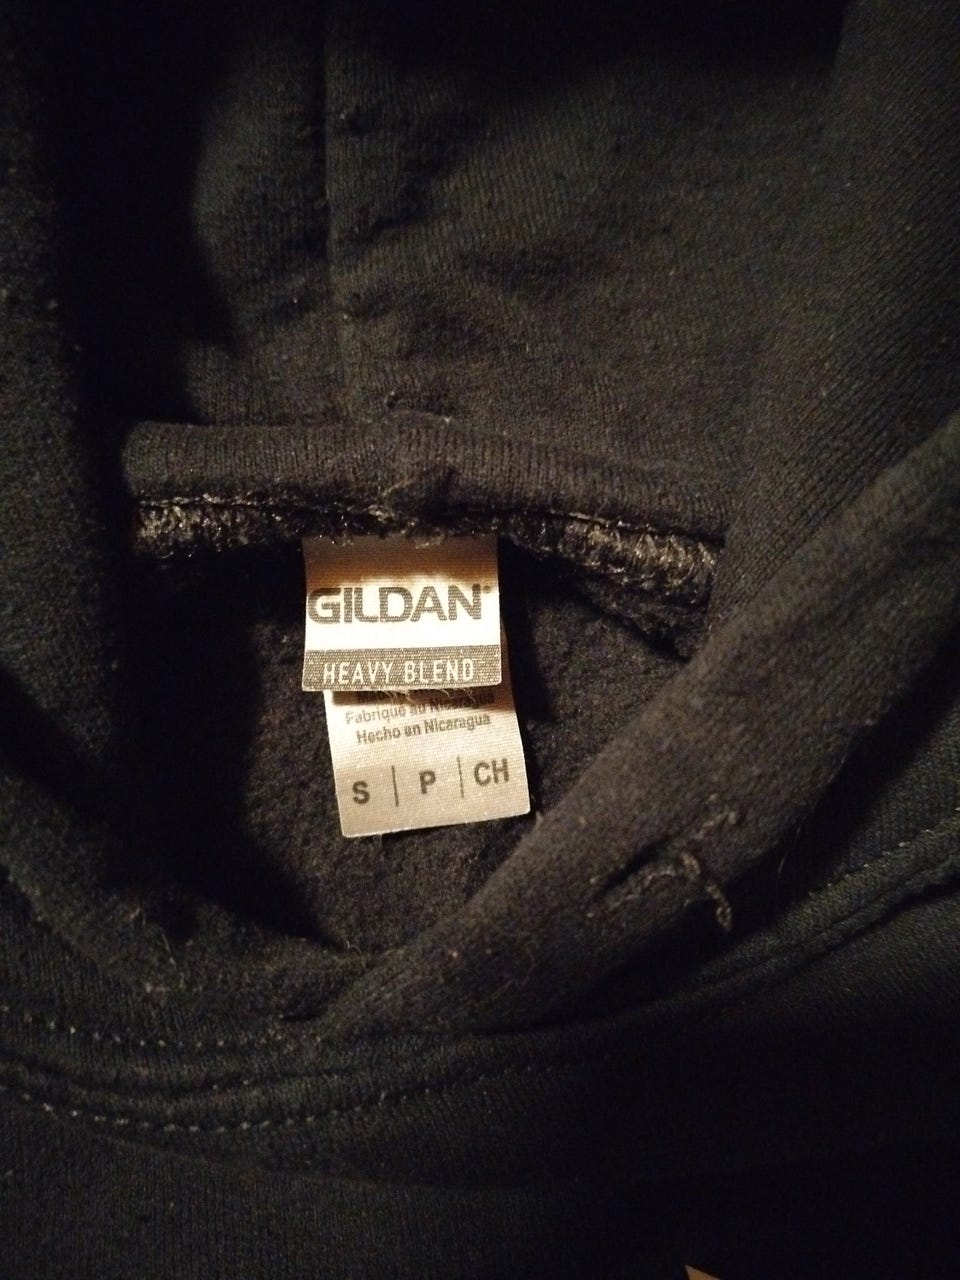 GILDAN®
HEAVY BLEND
Fabriqué au Nicaragua
Hecho en Nicaragua
S | P | CH